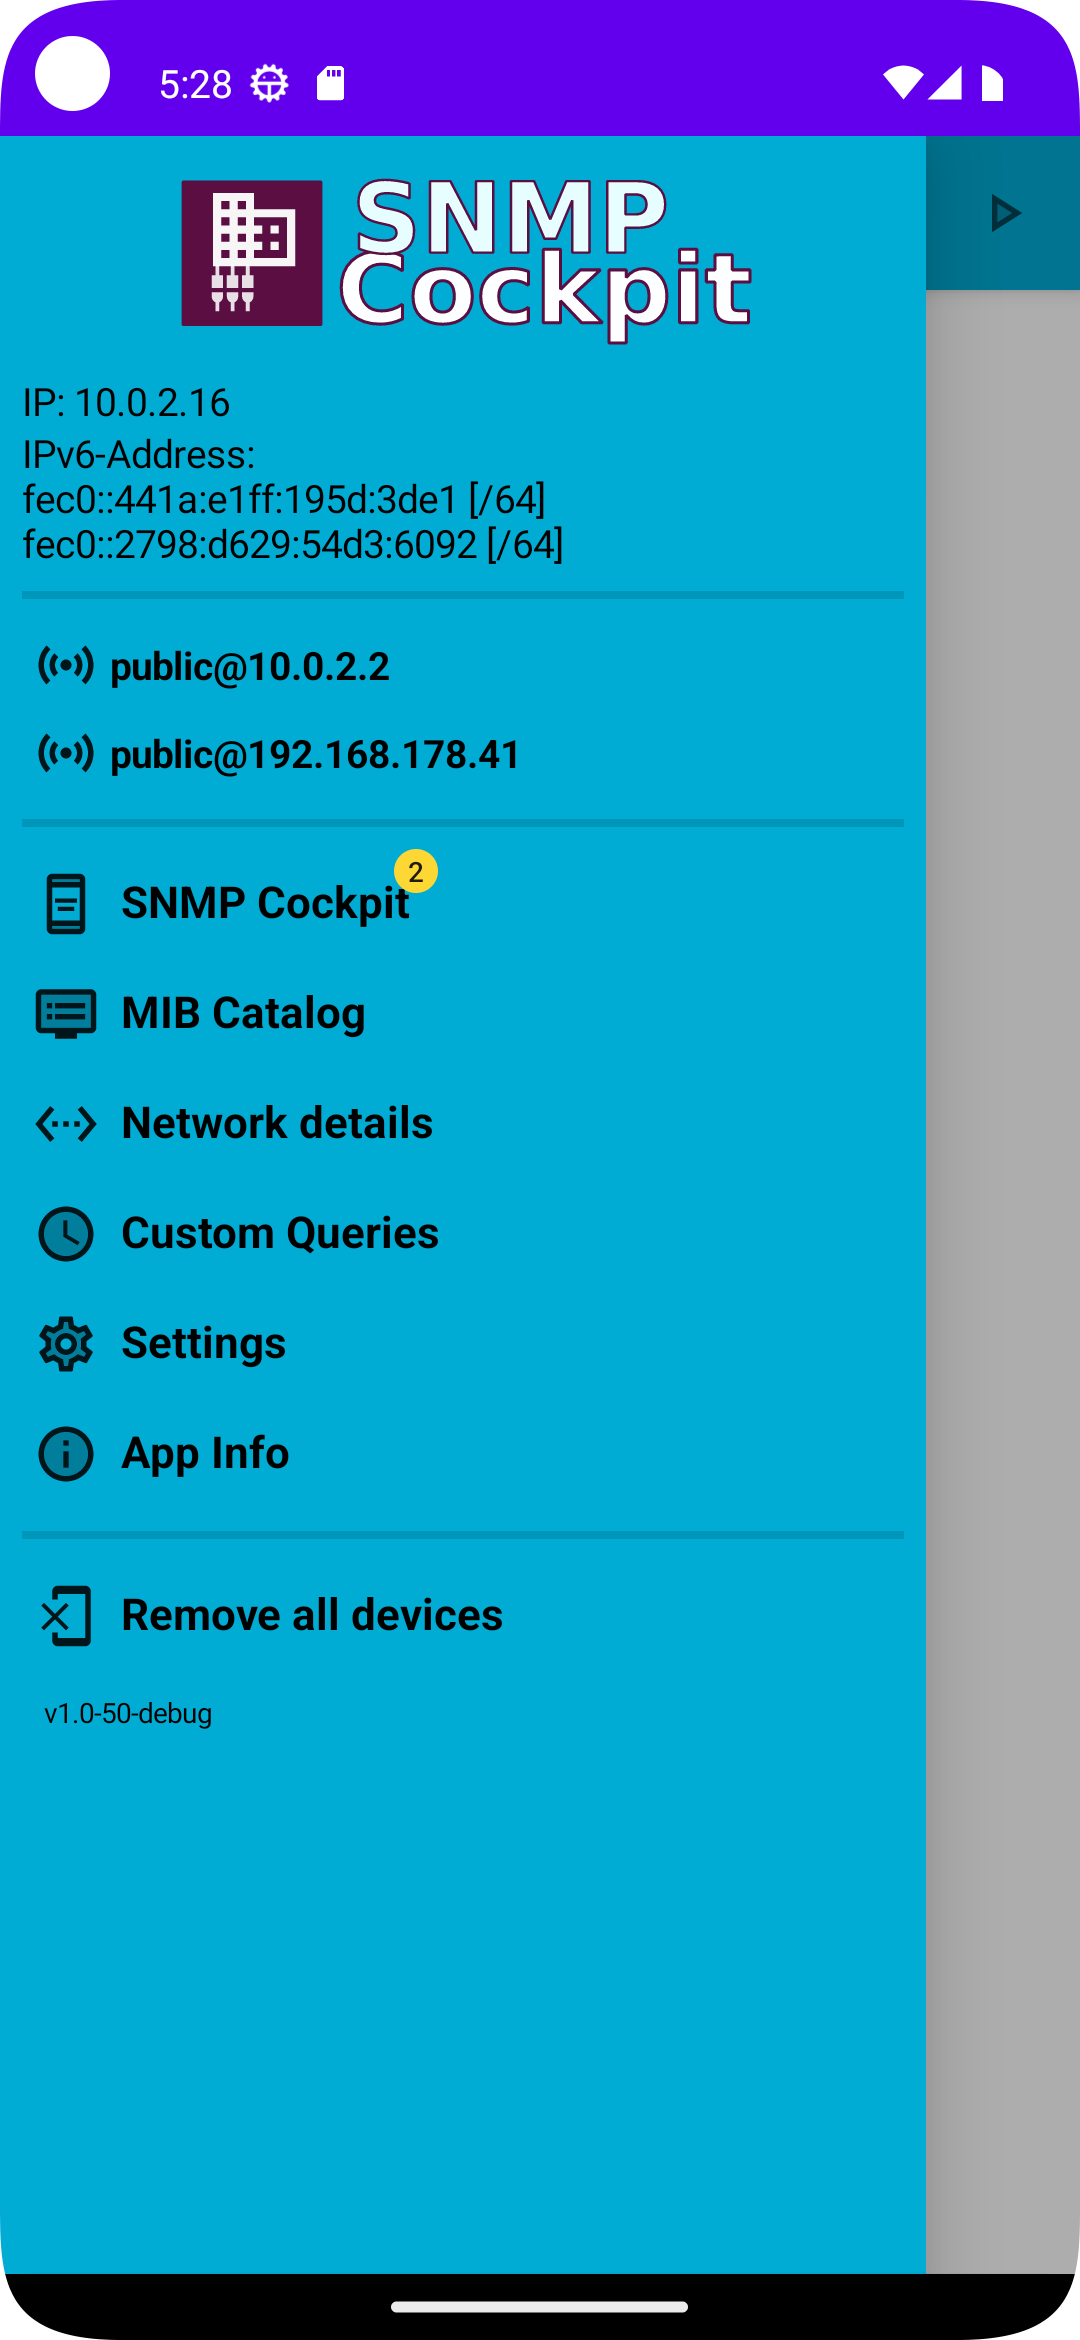 5:28
SNMP
Cockpit
IP: 10.0.2.16
IPv6-Address:
fec0::441a:e1ff:195d:3de1 [/64]
fec0::2798:d629:54d3:6092 [/64]
public@10.0.2.2
public@192.168.178.41
SNMP Cockpit 2
MIB Catalog
Network details
Custom Queries
Settings
App Info
Remove all devices
v1.0-50-debug